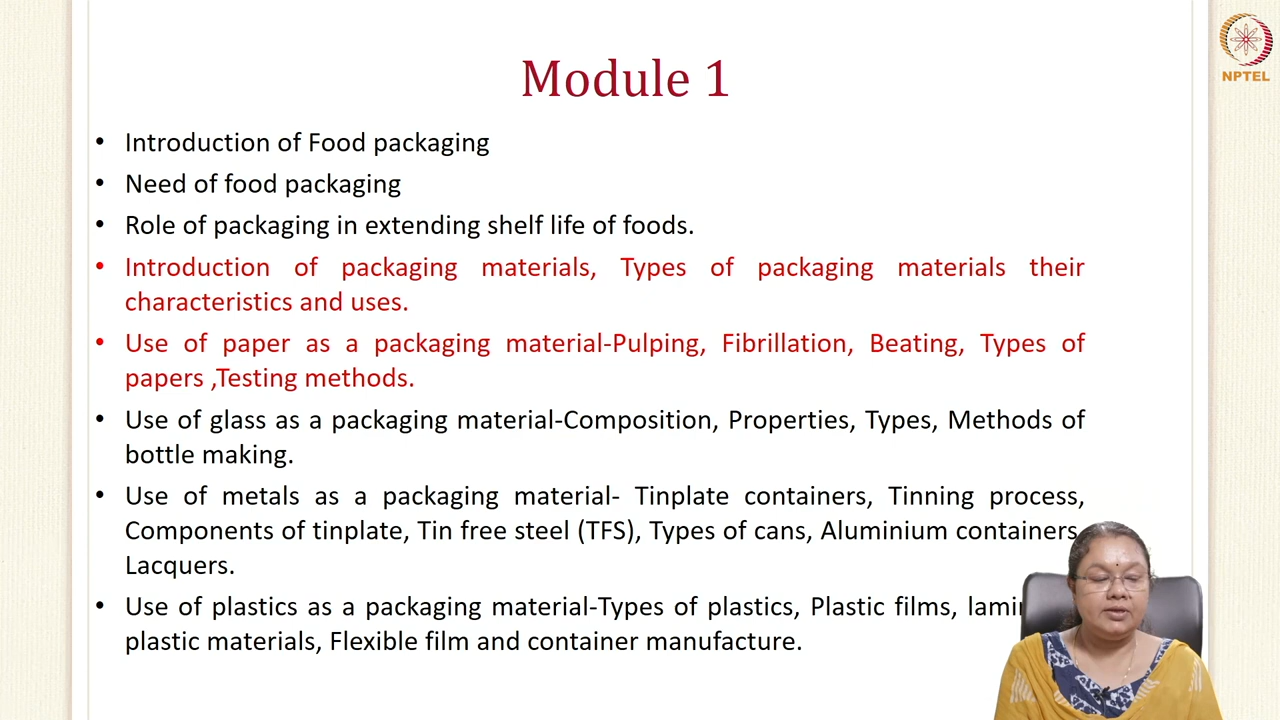 NPTEL
Module 1
• Introduction of Food packaging
• Need of food packaging
• Role of packaging in extending shelf life of foods.
• Introduction of packaging materials, Types of packaging materials their
characteristics and uses.
• Use of paper as a packaging material-Pulping, Fibrillation, Beating, Types of
papers ,Testing methods.
• Use of glass as a packaging material-Composition, Properties, Types, Methods of
bottle making.
• Use of metals as a packaging material- Tinplate containers, Tinning process,
Components of tinplate, Tin free steel (TFS), Types of cans, Aluminium containers,
Lacquers.
• Use of plastics as a packaging material-Types of plastics, Plastic films,
plastic materials, Flexible film and container manufacture.